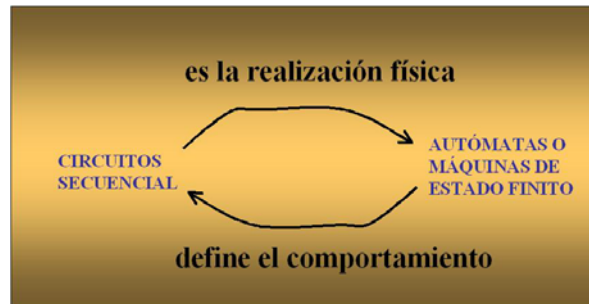 es la realización física
CIRCUITOS
SECUENCIAL
AUTÓMATAS O
MÁQUINAS DE
ESTADO FINITO
define el comportamiento